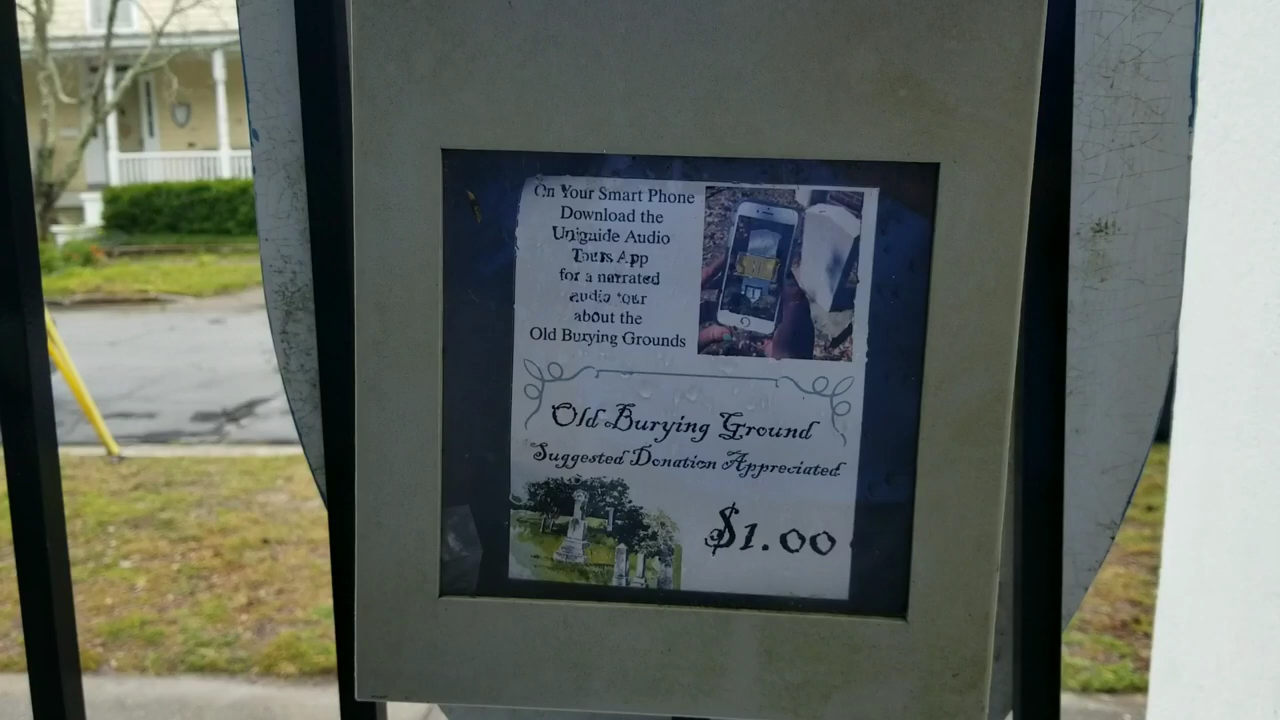 On Your Smart Phone
Download the
Uniguide Audio
Tours App
for a narrated
audio tour
about the
Old Burying Grounds
Old Burying Ground
Suggested Donation Appreciated
$1.00